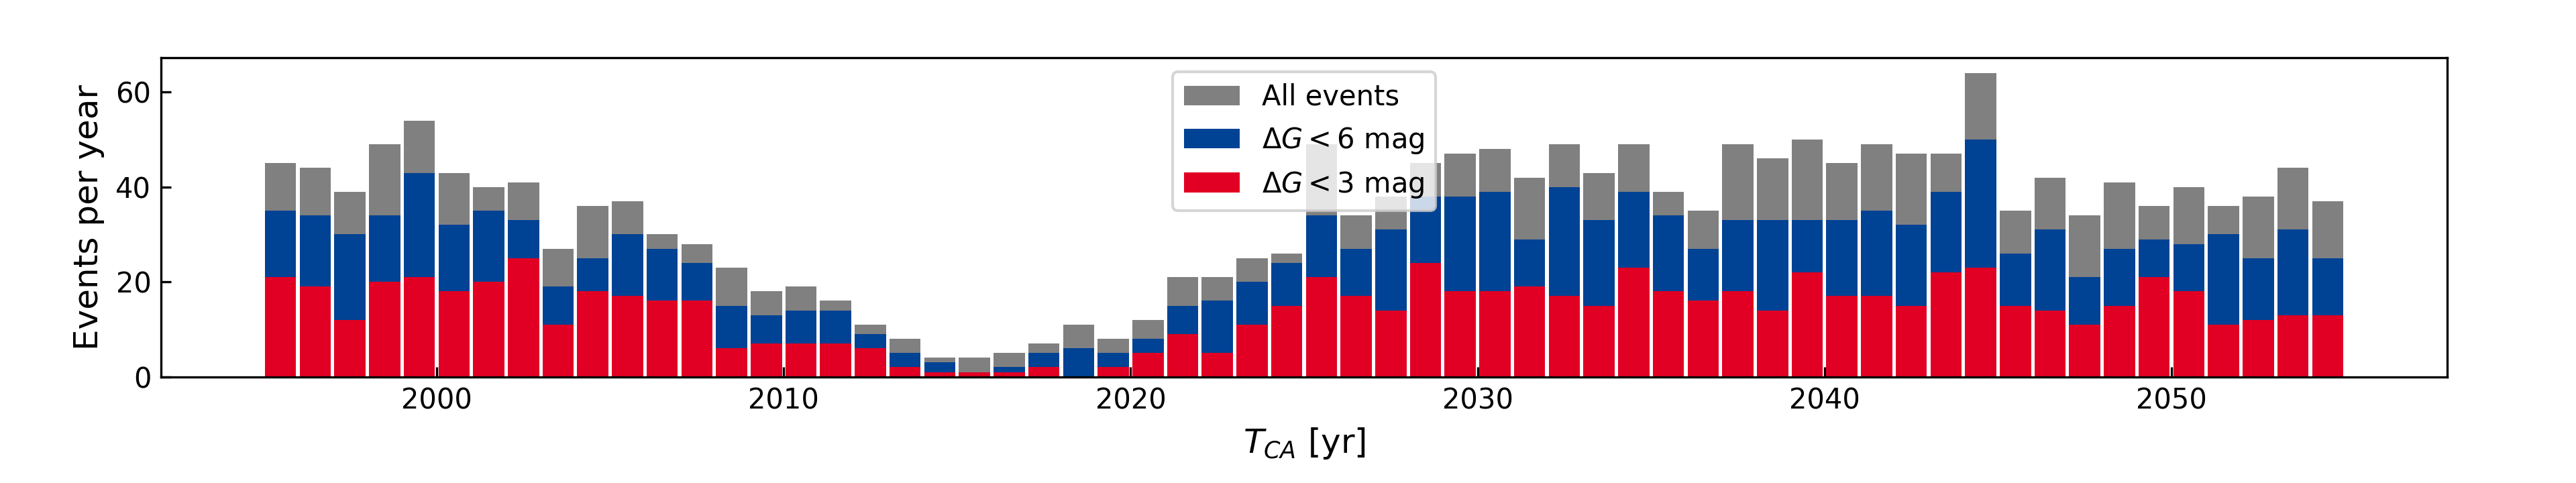 Events per year
60
40
20
0
All events
ΔG < 6 mag
ΔG < 3 mag
2000 2010 2020 2030 2040 2050
T_CA [yr]